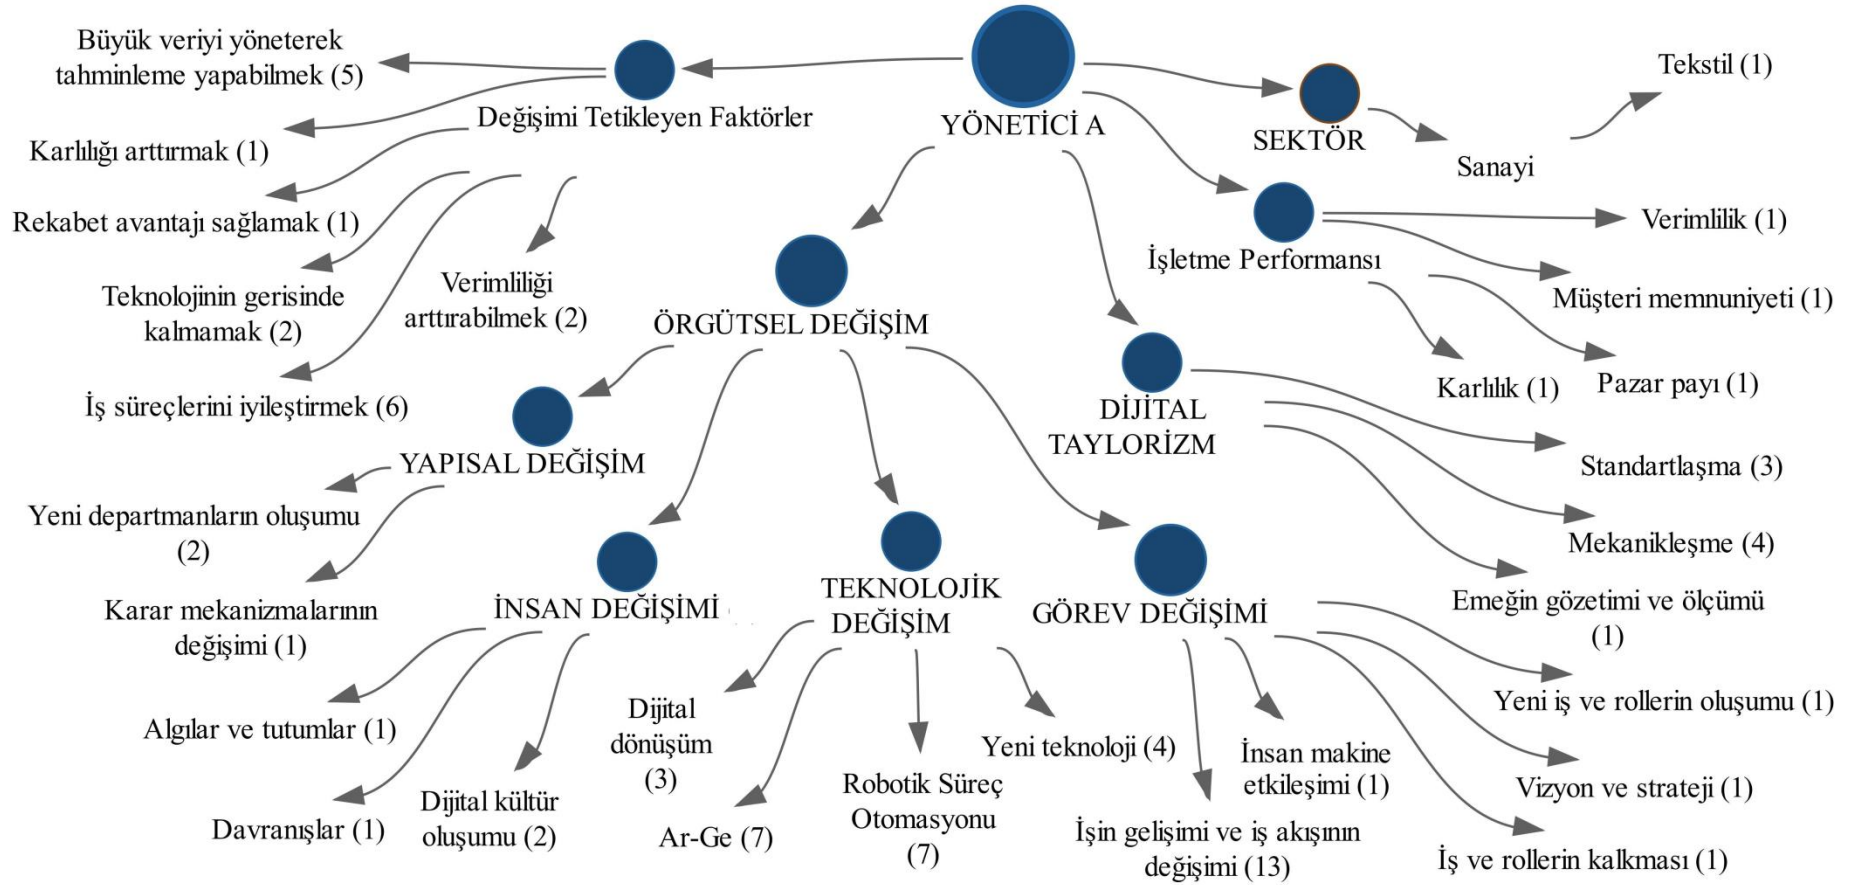 YÖNETİCİ A
Değişimi Tetikleyen Faktörler
Büyük veriyi yöneterek
tahminleme yapabilmek (5)
Karlılığı arttırmak (1)
Rekabet avantajı sağlamak (1)
Teknolojinin gerisinde
kalmamak (2)
İş süreçlerini iyileştirmek (6)
Verimliliği
arttırabilmek (2)
SEKTÖR
Sanayi
Tekstil (1)
İşletme Performansı
Verimlilik (1)
Müşteri memnuniyeti (1)
Pazar payı (1)
Karlılık (1)
DİJİTAL
TAYLORİZM
Standartlaşma (3)
Mekanikleşme (4)
Emeğin gözetimi ve ölçümü
(1)
ÖRGÜTSEL DEĞİŞİM
YAPISAL DEĞİŞİM
Yeni departmanların oluşumu
(2)
Karar mekanizmalarının
değişimi (1)
İNSAN DEĞİŞİMİ
Algılar ve tutumlar (1)
Davranışlar (1)
Dijital kültür
oluşumu (2)
TEKNOLOJİK
DEĞİŞİM
Dijital
dönüşüm
(3)
Ar-Ge (7)
Robotik Süreç
Otomasyonu
(7)
Yeni teknoloji (4)
GÖREV DEĞİŞİMİ
İşin gelişimi ve iş akışının
değişimi (13)
İnsan makine
etkileşimi (1)
Yeni iş ve rollerin oluşumu (1)
Vizyon ve strateji (1)
İş ve rollerin kalkması (1)